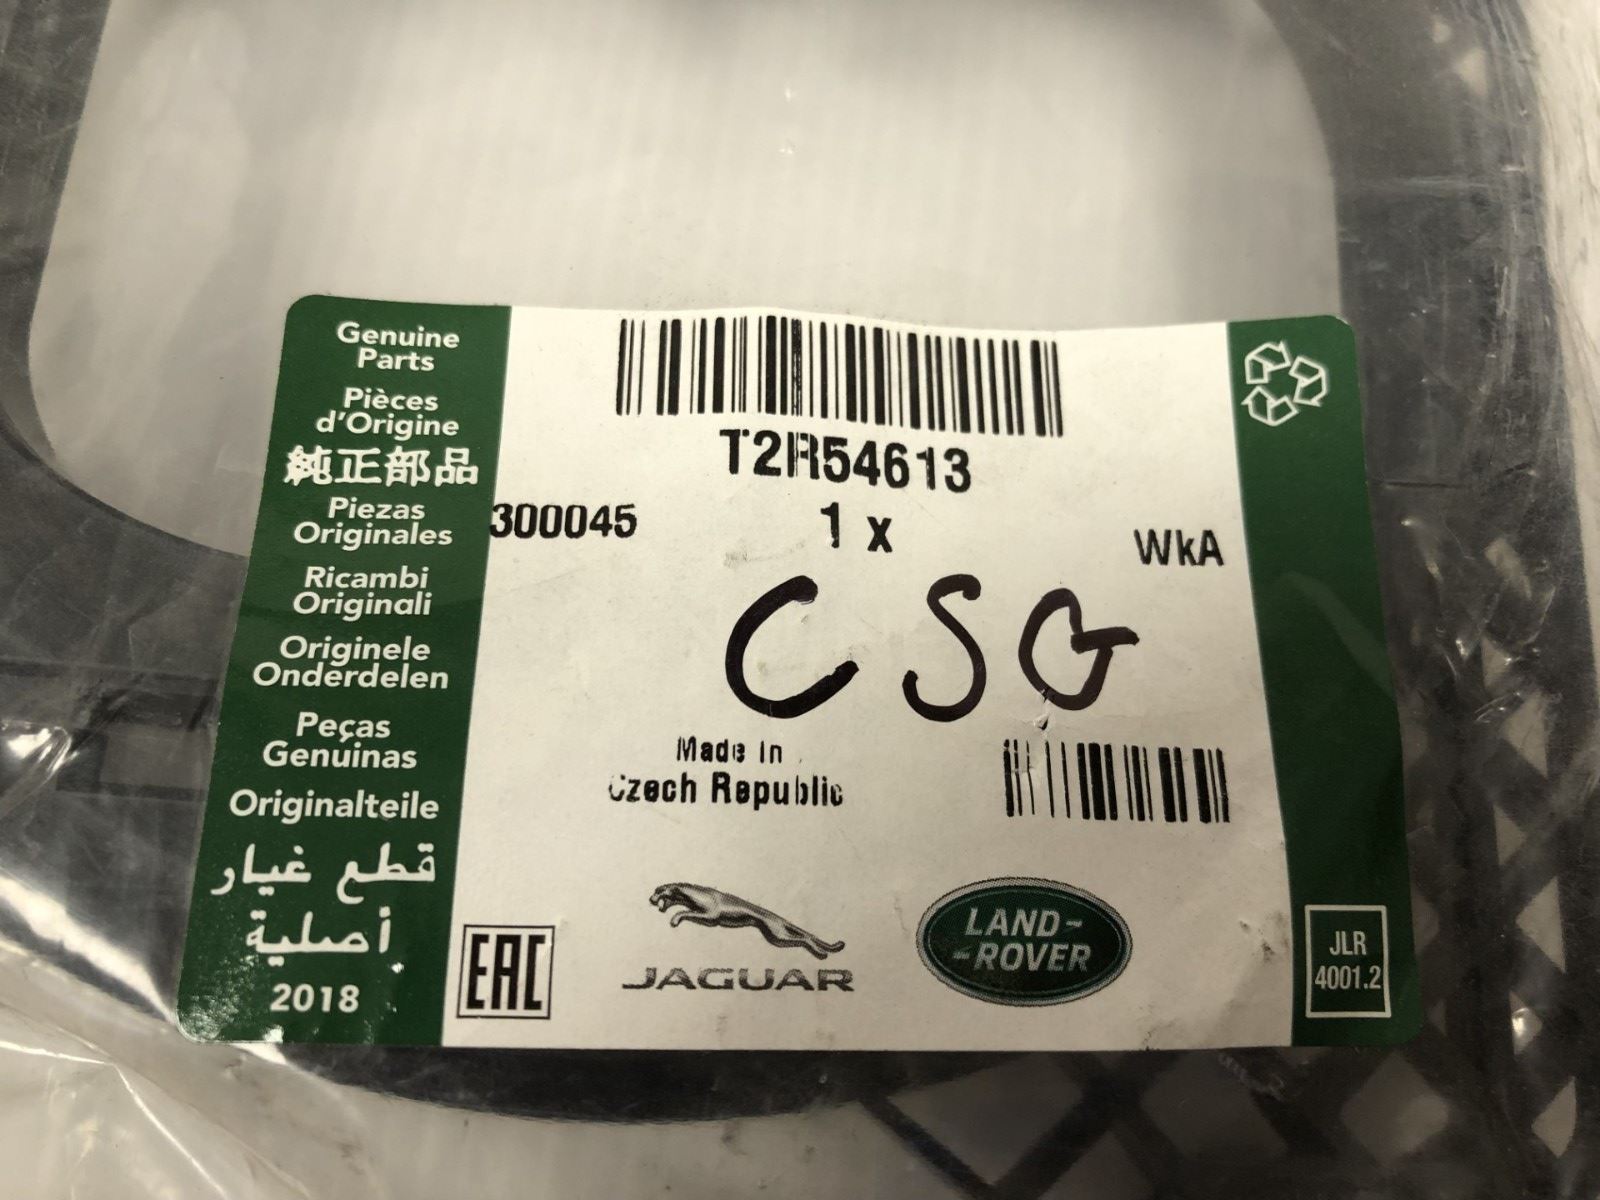 Genuine
Parts
Pièces
d'Origine
純正部品
Piezas
Originales
Ricambi
Originali
Originele
Onderdelen
Peças
Genuinas
Originalteile
قطع غيار
أصلية
2018
T2R54613
300045
1 x
WkA
CSG
Made In
Czech Republic
EAC
JAGUAR
LAND-
-ROVER
JLR
4001.2